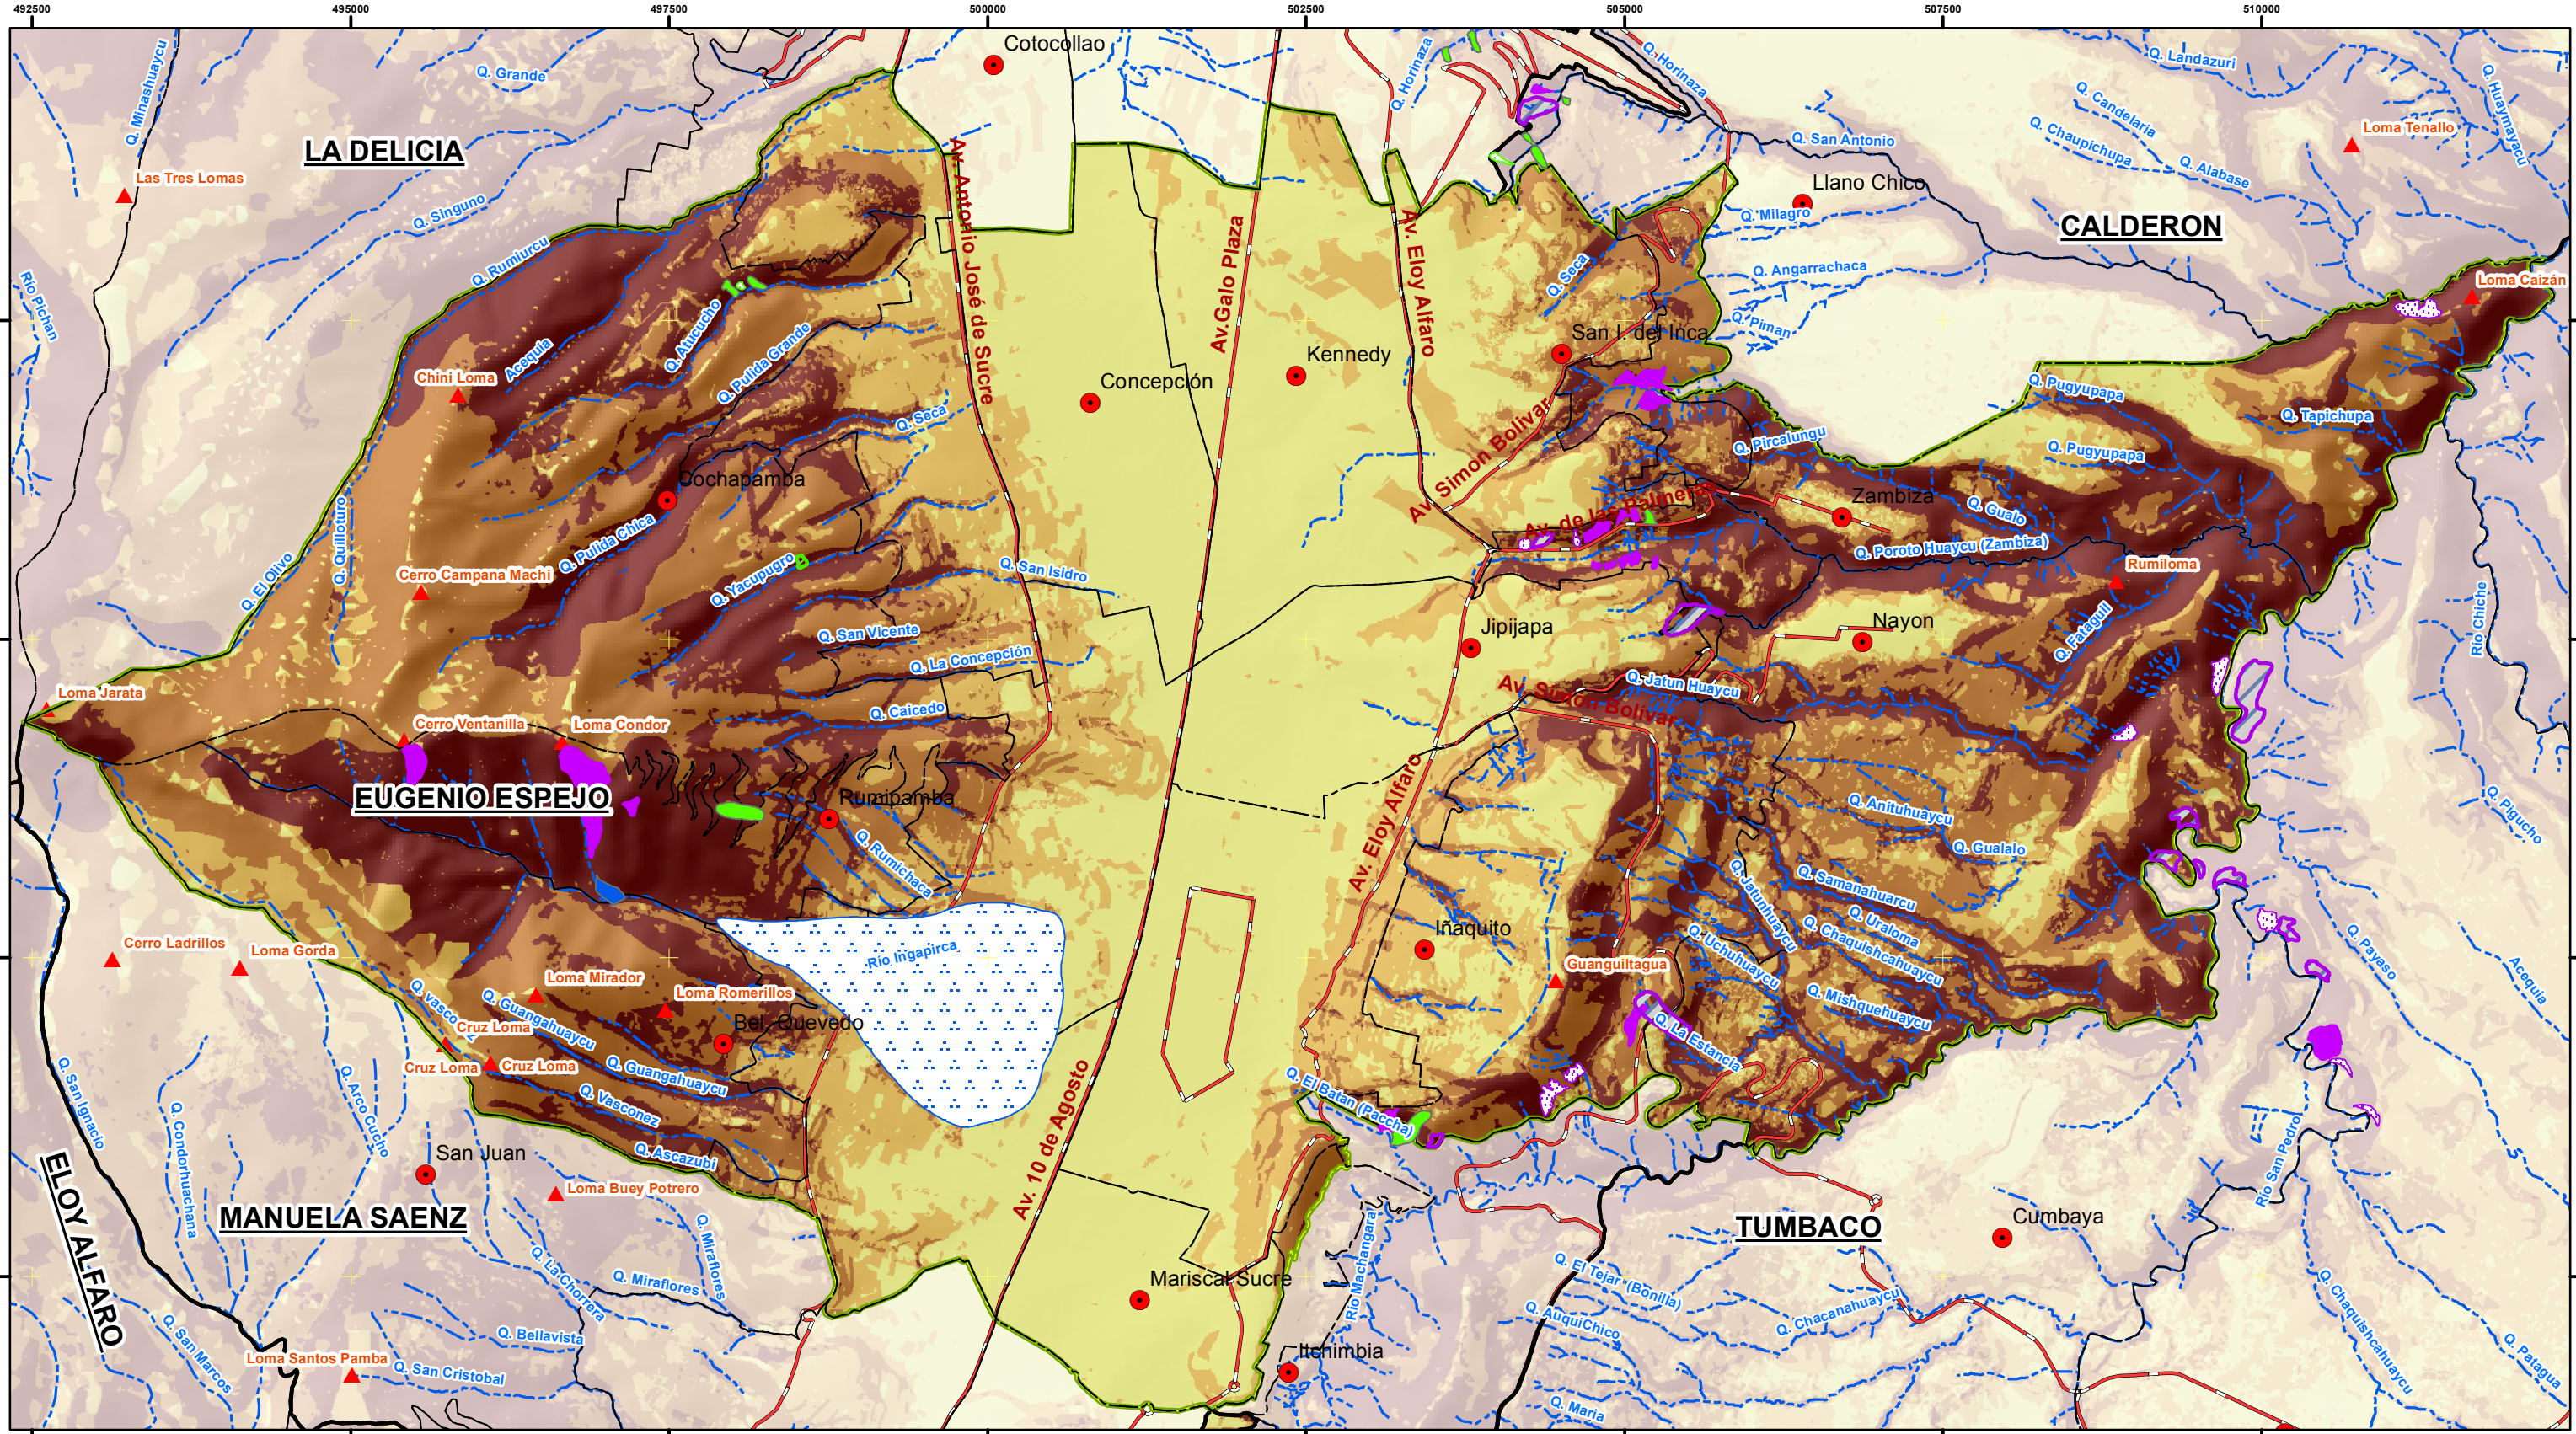 492500
495000
497500
500000
502500
505000
507500
510000
Cotocollao
Q. Minashuaycu
Q. Grande
Q. Horinaza
Q. Horinaza
Q. Landazuri
Q. Huaymayacu
Q. Candelaria
Q. Chaupichupa
Q. Alabase
Loma Tenallo
Q. San Antonio
LA DELICIA
Las Tres Lomas
Q. Singuno
Llano Chico
Q. Milagro
CALDERON
Av. Antonio José de Sucre
Av.Galo Plaza
Av. Eloy Alfaro
Q. Rumiurcu
Río Pichan
Q. Seca
Q. Angarrachaca
Q. Piman
Loma Caizán
San I. del Inca
Kennedy
Concepción
Q. Atucucho
Q. Pulida Grande
Acequia
Chini Loma
Q. Seca
Q. Pugyupapa
Q. Tapichupa
Q. Pircalungu
Q. Pugyupapa
Av. Simon Bolivar
Cochapamba
Av. de las Palmeras
Zambiza
Q. Gualo
Q. Quilloturo
Q. Pulida Chica
Q. El Olivo
Q. Poroto Huaycu (Zambiza)
Rumiloma
Cerro Campana Machi
Q. Yacupugro
Q. San Isidro
Q. San Vicente
Q. La Concepción
Jipijapa
Nayon
Q. Fatagull
Río Chiche
Q. Jatun Huaycu
Av. Simon Bolivar
Loma Jarata
Q. Caicedo
Cerro Ventanilla
Loma Condor
EUGENIO ESPEJO
Rumipamba
Q. Rumichaca
Av. Eloy Alfaro
Q. Anituhuaycu
Q. Gualalo
Q. Pigucho
Q. Jatunhuaycu
Q. Samanahuarcu
Q. Uraloma
Q. Chaquishcahuaycu
Q. Uchuhuaycu
Q. Mishquehuaycu
Iñaquito
Guanguiltagua
Q. La Estancia
Q. Payaso
Acequia
Cerro Ladrillos
Loma Gorda
Río Ingapirca
Loma Mirador
Loma Romerillos
Q. Guangahuaycu
Cruz Loma
Bel. Quevedo
Cruz Loma
Cruz Loma
Q. Guangahuaycu
Q. Vasconez
Q. Ascazubi
Q. San Ignacio
Q. Arco Cucho
Q. Condorhuachana
San Juan
Loma Buey Potrero
MANUELA SAENZ
ELOY ALFARO
Av. 10 de Agosto
Q. El Batan (Paccha)
Río Machangara
Río San Pedro
TUMBACO
Cumbaya
Q. Miraflores
Q. Miraflores
Q. La Chorrera
Q. Bellavista
Q. San Marcos
Loma Santos Pamba
Q. San Cristobal
Mariscal Sucre
Itchimbia
Q. El Tejar (Bonilla)
Q. AuquiChico
Q. Chacanahuaycu
Q. Maria
Q. Chaquishcahuaycu
Q. Patagua